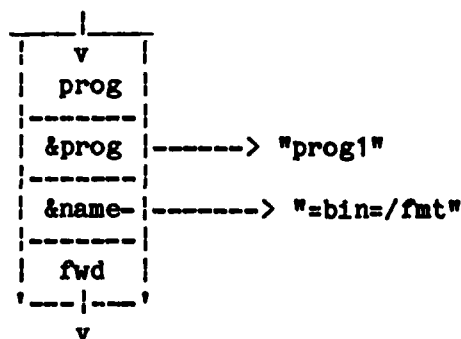 v
prog
&prog -----> "prog1"
&name- -----> "=bin=/fmt"
fwd
v